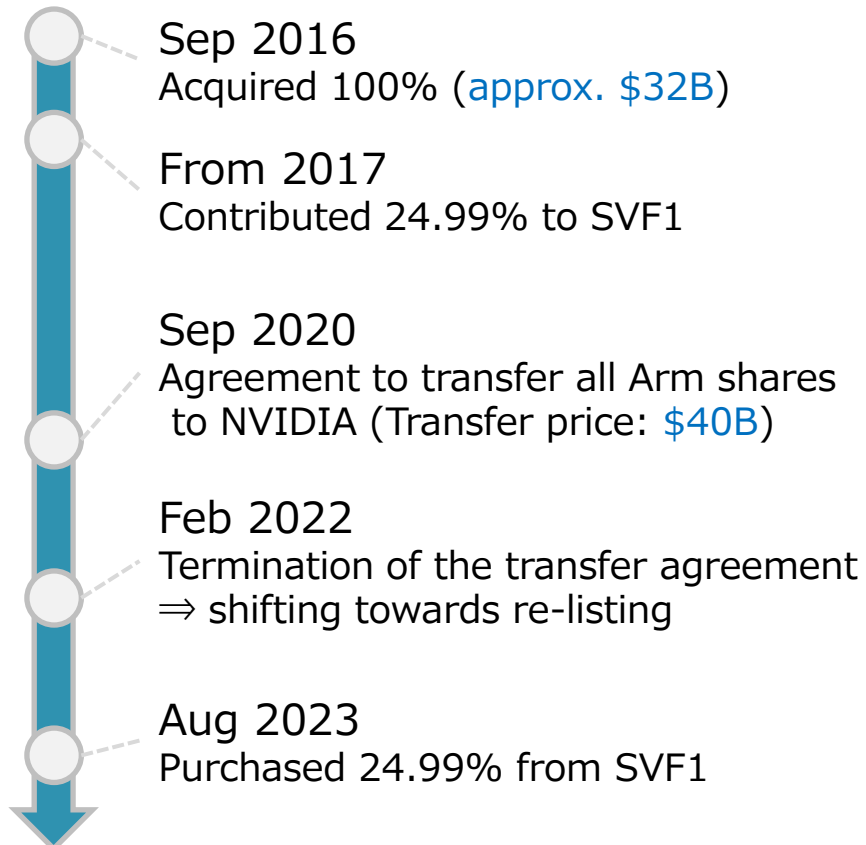 Sep 2016
Acquired 100% (approx. $32B)
From 2017
Contributed 24.99% to SVF1
Sep 2020
Agreement to transfer all Arm shares
to NVIDIA (Transfer price: $40B)
Feb 2022
Termination of the transfer agreement
⇒ shifting towards re-listing
Aug 2023
Purchased 24.99% from SVF1